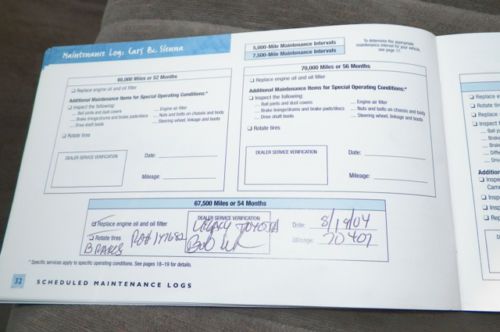 Maintenance Log: Cars & Sienna
5,000-Mile Maintenance Intervals
7,500-Mile Maintenance Intervals
To determine the appropriate
maintenance interval for your vehicle,
see page
65,000 Miles or 52 Months
❑ Replace engine oil and oil filter
Additional Maintenance Items for Special Operating Conditions:*
❑ Inspect the following:
Ball joints and dust covers
Engine air filter
Brake linings/drums and brake pads/discs
Nuts and bolts on chassis and body
Drive shaft boots
Steering wheel, linkage and boots
❑ Rotate tires
DEALER SERVICE VERIFICATION
Date:
Mileage:
70,000 Miles or 56 Months
❑ Replace engine oil and oil filter
Additional Maintenance Items for Special Operating Conditions:*
❑ Inspect the following:
Ball joints and dust covers
Engine air filter
Brake linings/drums and brake pads/discs
Nuts and bolts on chassis and body
Drive shaft boots
Steering wheel, linkage and boots
❑ Rotate tires
DEALER SERVICE VERIFICATION
Date:
Mileage:
67,500 Miles or 54 Months
Replace engine oil and oil filter
Rotate tires
BRAKES
DEALER SERVICE VERIFICATION
TOYOTA
Bob
Date: 8/19/04
Mileage: 70407
* Specific services apply to specific operating conditions. See pages 18–19 for details.
32 SCHEDULED MAINTENANCE LOGS